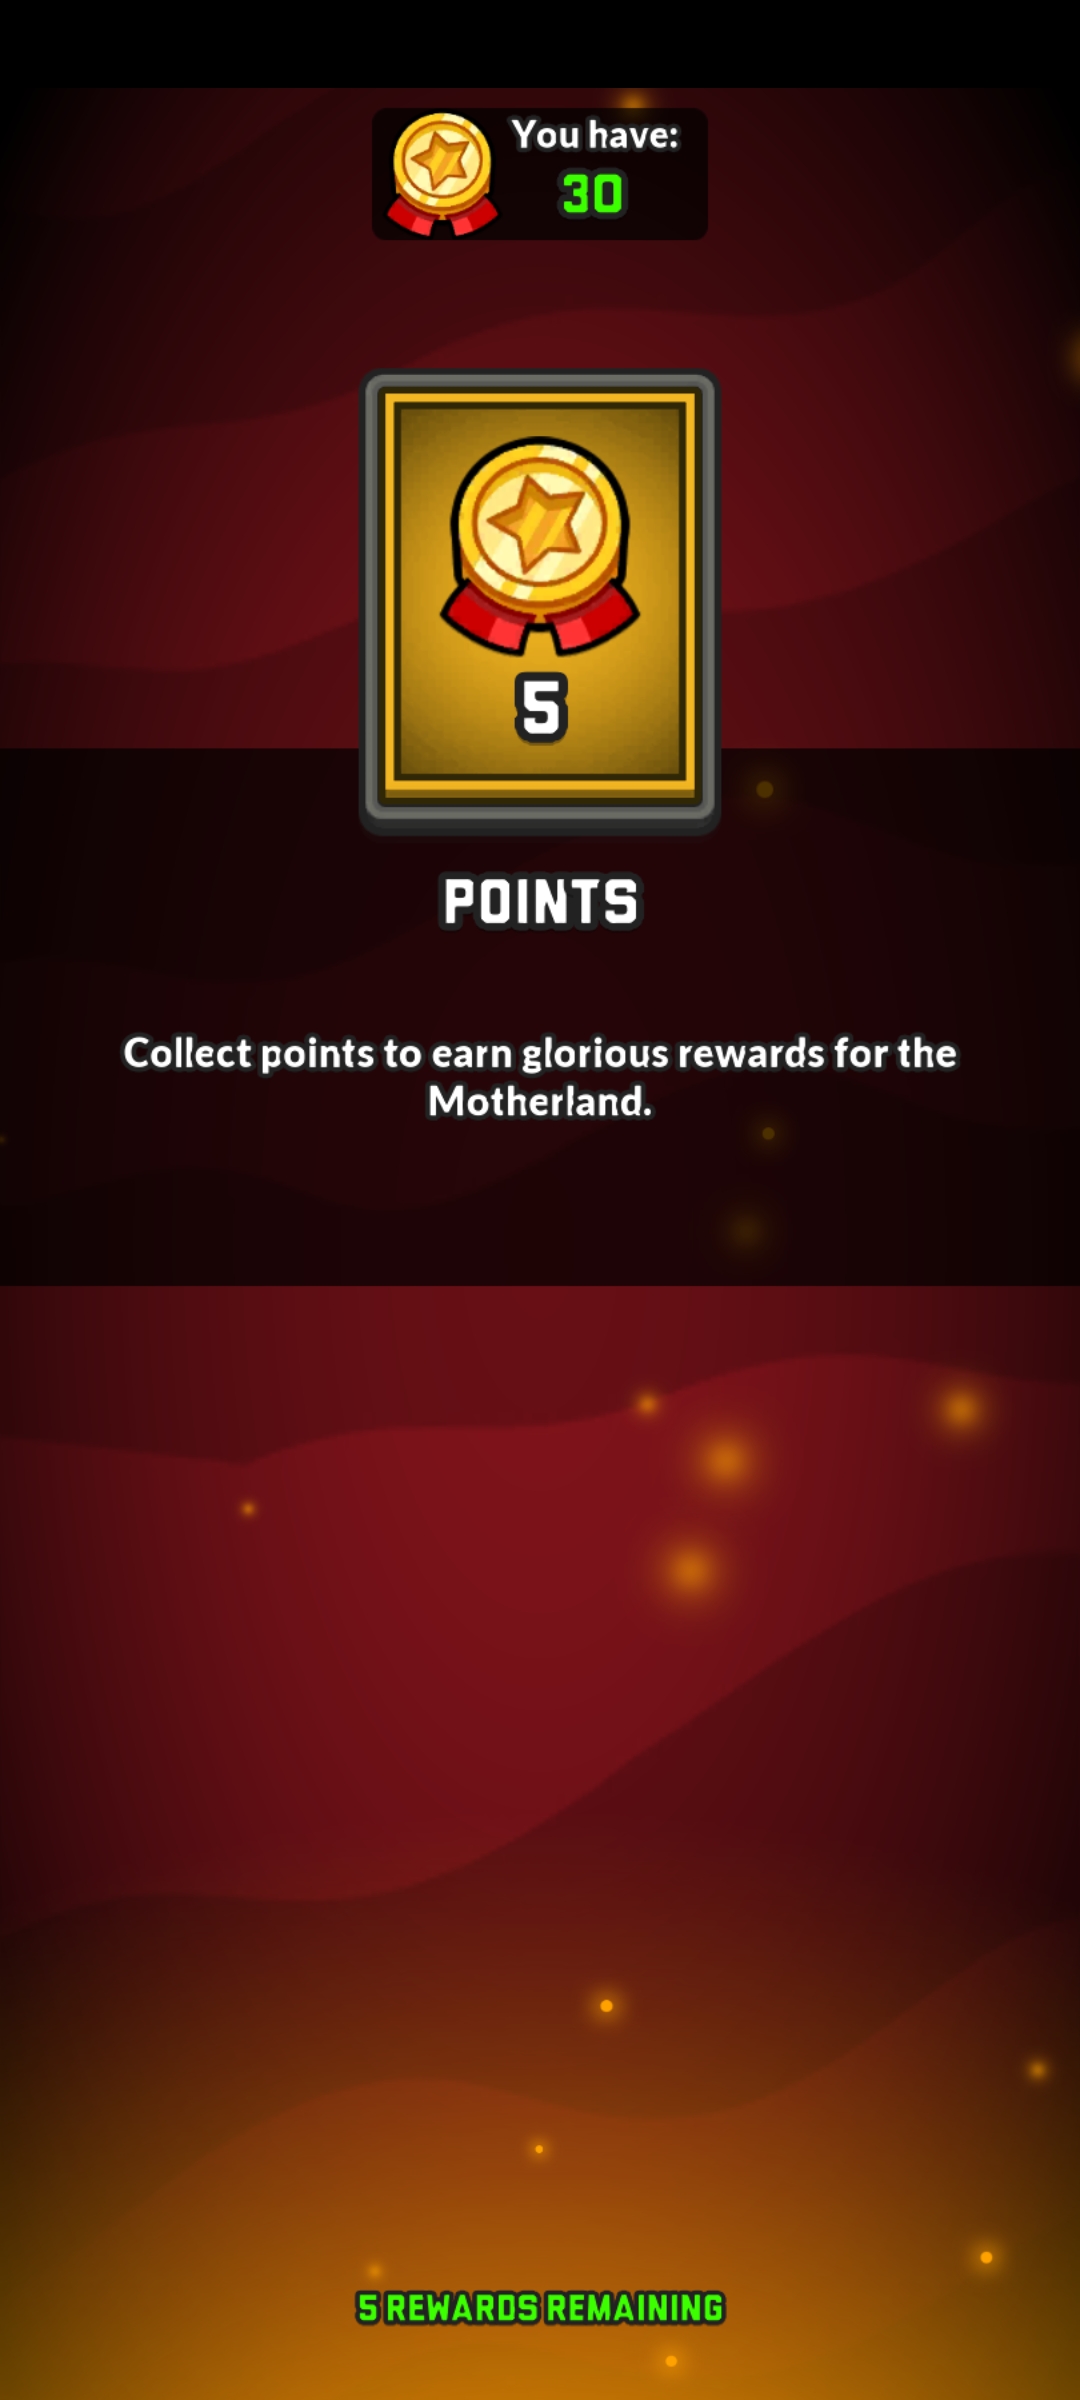 You have:
30
5
POINTS
Collect points to earn glorious rewards for the
Motherland.
5 REWARDS REMAINING